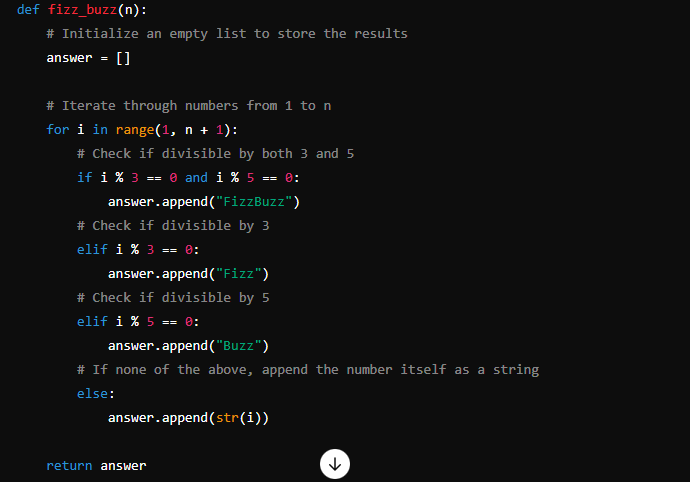 def fizz_buzz(n):
    # Initialize an empty list to store the results
    answer = []
    # Iterate through numbers from 1 to n
    for i in range(1, n + 1):
        # Check if divisible by both 3 and 5
        if i % 3 == 0 and i % 5 == 0:
            answer.append("FizzBuzz")
        # Check if divisible by 3
        elif i % 3 == 0:
            answer.append("Fizz")
        # Check if divisible by 5
        elif i % 5 == 0:
            answer.append("Buzz")
        # If none of the above, append the number itself as a string
        else:
            answer.append(str(i))
    return answer